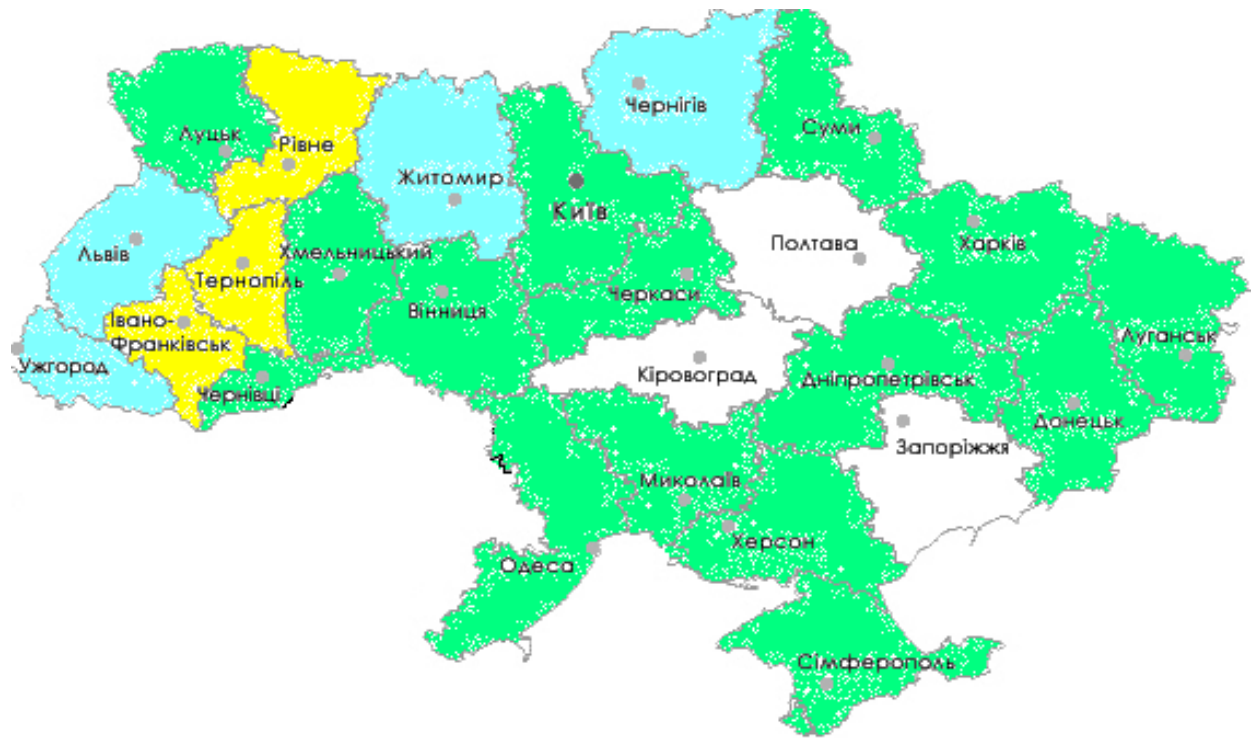 Чернігів
Суми
Луцьк
Рівне
Житомир
Київ
Полтава
Харків
Львів
Тернопіль
Хмельницький
Вінниця
Черкаси
Івано-
Франківськ
Луганськ
Ужгород
Чернівці
Кіровоград
Дніпропетрівськ
Донецьк
Запоріжжя
Миколаїв
Херсон
Одеса
Сімферополь